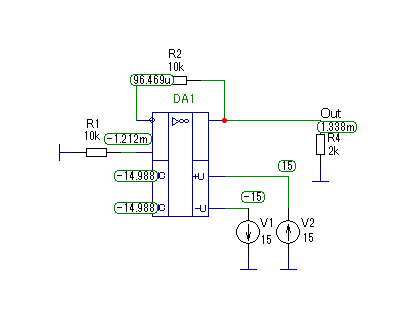 R2
10k
96.469u
DA1
▷∞
R1
10k
-1.212m
Out
1.338m
R4
2k
-14.988
C
+U
15
-14.988
C
-U
-15
V1
15
V2
15